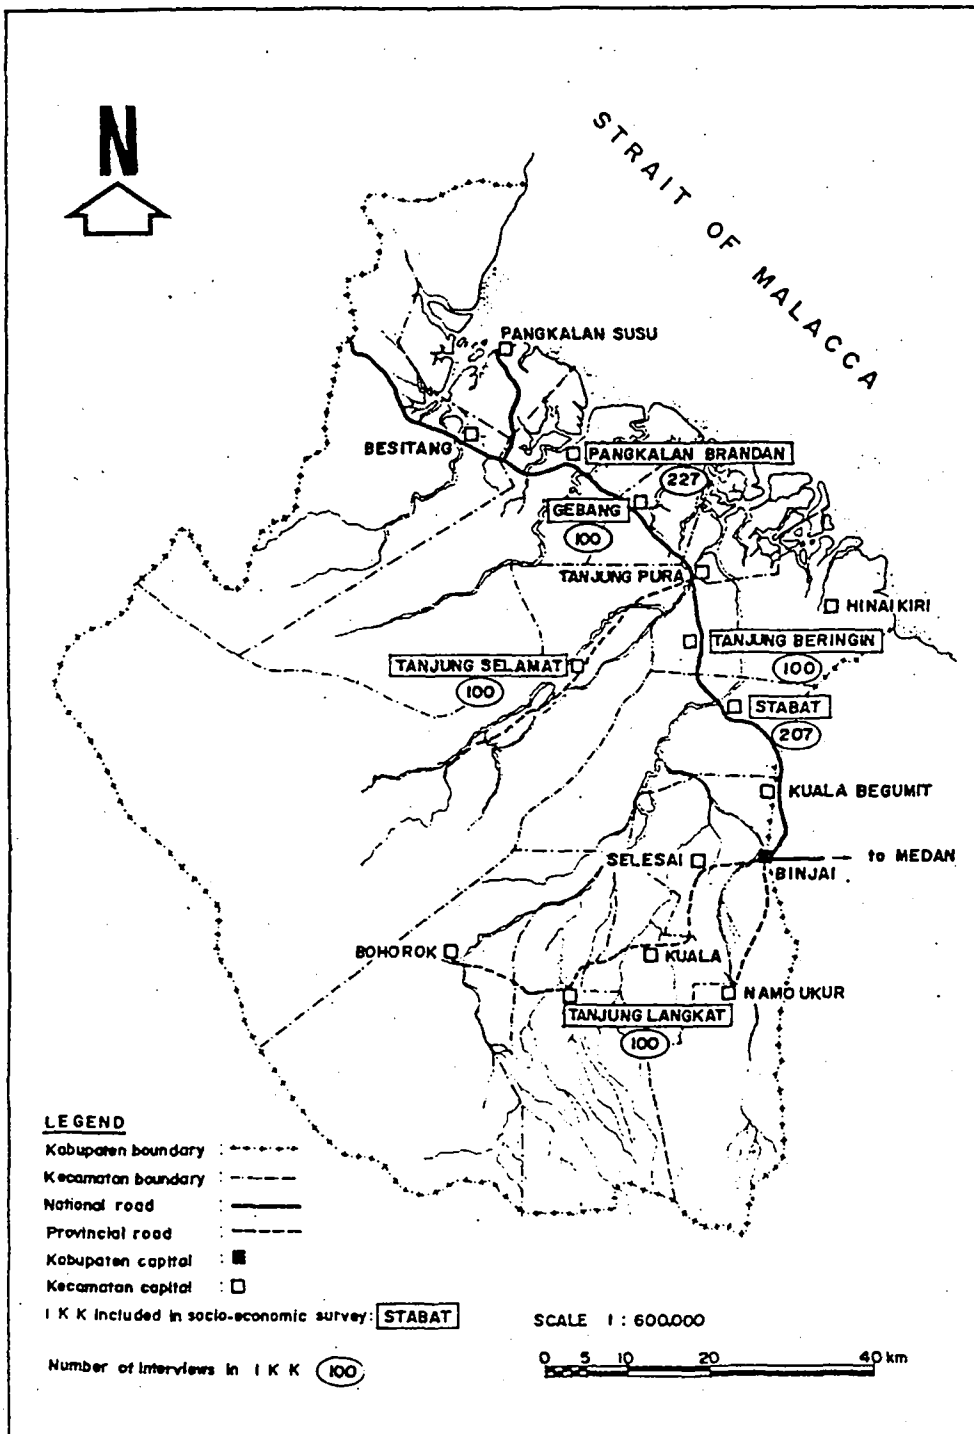 N
STRAIT OF MALACCA
PANGKALAN SUSU
BESITANG
PANGKALAN BRANDAN
227
GEBANG
100
TANJUNG PURA
HINAI KIRI
TANJUNG BERINGIN
100
TANJUNG SELAMAT
100
STABAT
207
KUALA BEGUMIT
SELESAI
to MEDAN
BINJAI
BOHOROK
KUALA
NAMO UKUR
TANJUNG LANGKAT
100
LEGEND
Kabupaten boundary :
Kecamatan boundary :
National road :
Provincial road :
Kabupaten capital :
Kecamatan capital :
I K K included in socio-economic survey: STABAT
Number of Interviews in I K K 100
SCALE 1 : 600.000
0 5 10 20 40 km